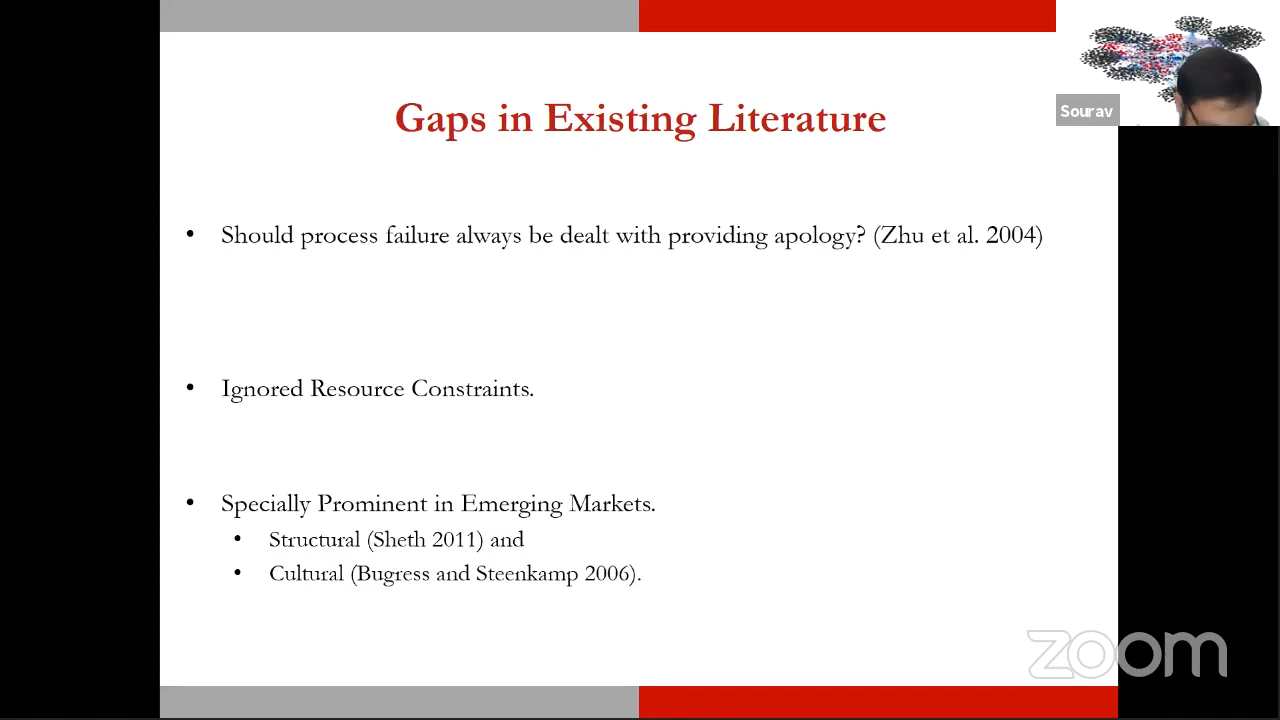 Gaps in Existing Literature
Sourav
• Should process failure always be dealt with providing apology? (Zhu et al. 2004)
• Ignored Resource Constraints.
• Specially Prominent in Emerging Markets.
• Structural (Sheth 2011) and
• Cultural (Bugress and Steenkamp 2006).
zoom